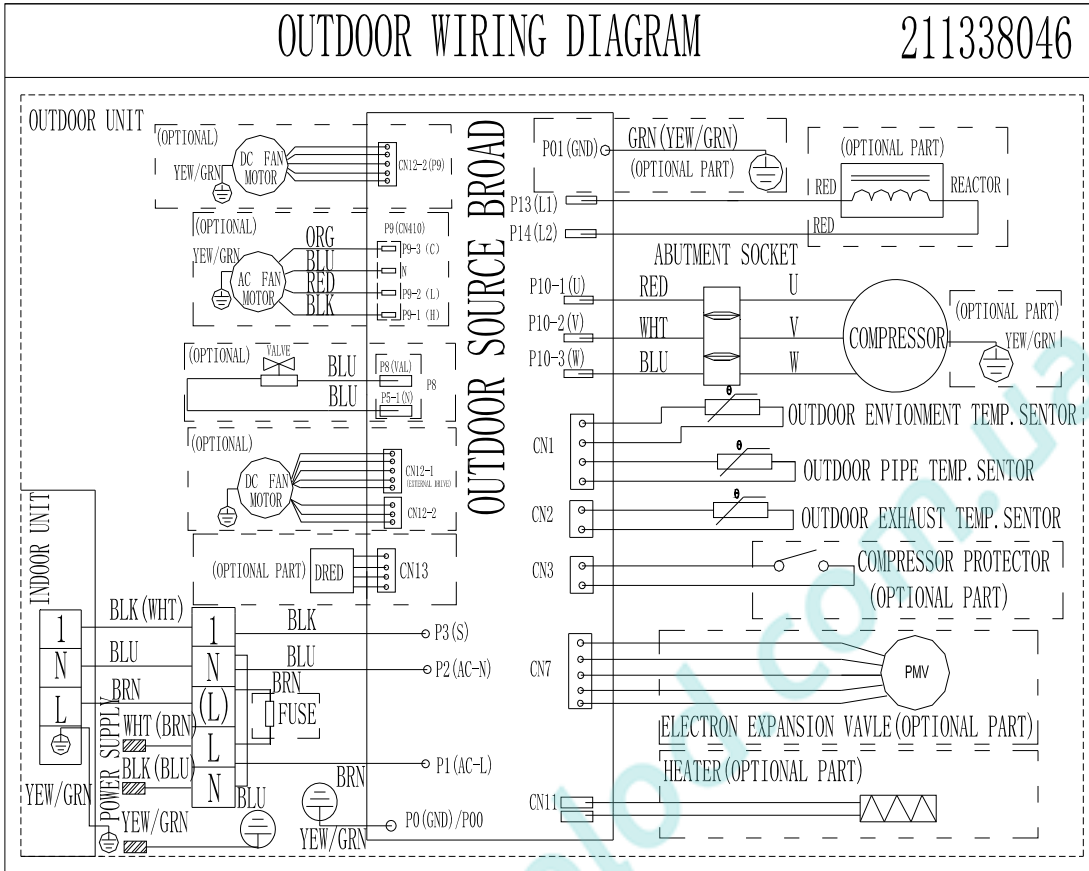 OUTDOOR WIRING DIAGRAM
211338046
OUTDOOR UNIT
(OPTIONAL)
YEW/GRN
DC FAN
MOTOR
CN12-2(P9)
(OPTIONAL)
YEW/GRN
AC FAN
MOTOR
ORG
BLU
RED
BLK
P9(CN410)
P9-3 (C)
N
P9-2 (L)
P9-1 (H)
(OPTIONAL)
VALVE
BLU
BLU
P8(VAL)
P5-1(N)
P8
(OPTIONAL)
DC FAN
MOTOR
CN12-1
(EXTERNAL DRIVE)
CN12-2
(OPTIONAL PART)
DRED
CN13
INDOOR UNIT
1
N
L
BLK(WHT)
BLU
BRN
WHT(BRN)
BLK(BLU)
YEW/GRN
POWER SUPPLY
YEW/GRN
1
N
(L)
L
N
BLK
BLU
BRN
FUSE
BLU
BRN
YEW/GRN
P3(S)
P2(AC-N)
P1(AC-L)
P0(GND)/P00
OUTDOOR SOURCE BROAD
P01(GND)
GRN(YEW/GRN)
(OPTIONAL PART)
P13(L1)
P14(L2)
(OPTIONAL PART)
RED
REACTOR
RED
ABUTMENT SOCKET
P10-1(U)
RED
U
P10-2(V)
WHT
V
P10-3(W)
BLU
W
COMPRESSOR
(OPTIONAL PART)
YEW/GRN
CN1
θ
OUTDOOR ENVIONMENT TEMP.SENTOR
θ
OUTDOOR PIPE TEMP.SENTOR
CN2
θ
OUTDOOR EXHAUST TEMP.SENTOR
CN3
COMPRESSOR PROTECTOR
(OPTIONAL PART)
CN7
PMV
ELECTRON EXPANSION VAVLE(OPTIONAL PART)
HEATER(OPTIONAL PART)
CN11
alod.com.ua